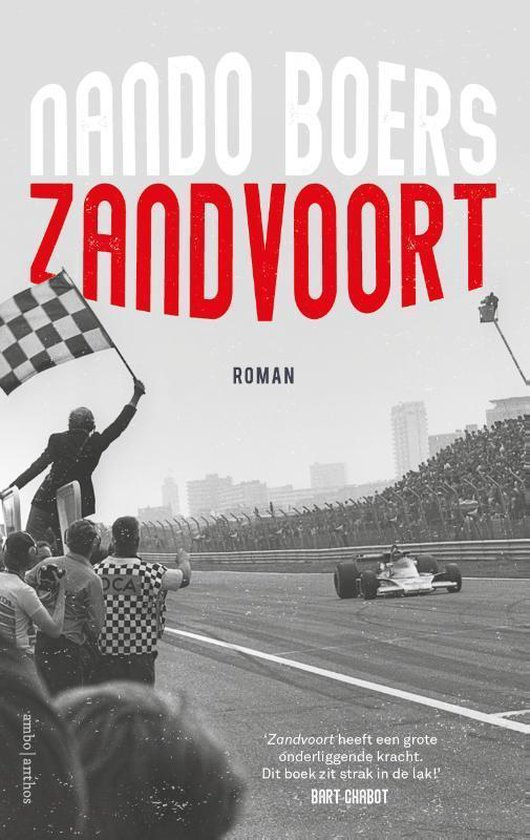 NANDO BOERS
ZANDVOORT
ROMAN
OCA
ambo|anthos
'Zandvoort heeft een grote
onderliggende kracht.
Dit boek zit strak in de lak!'
BART CHABOT